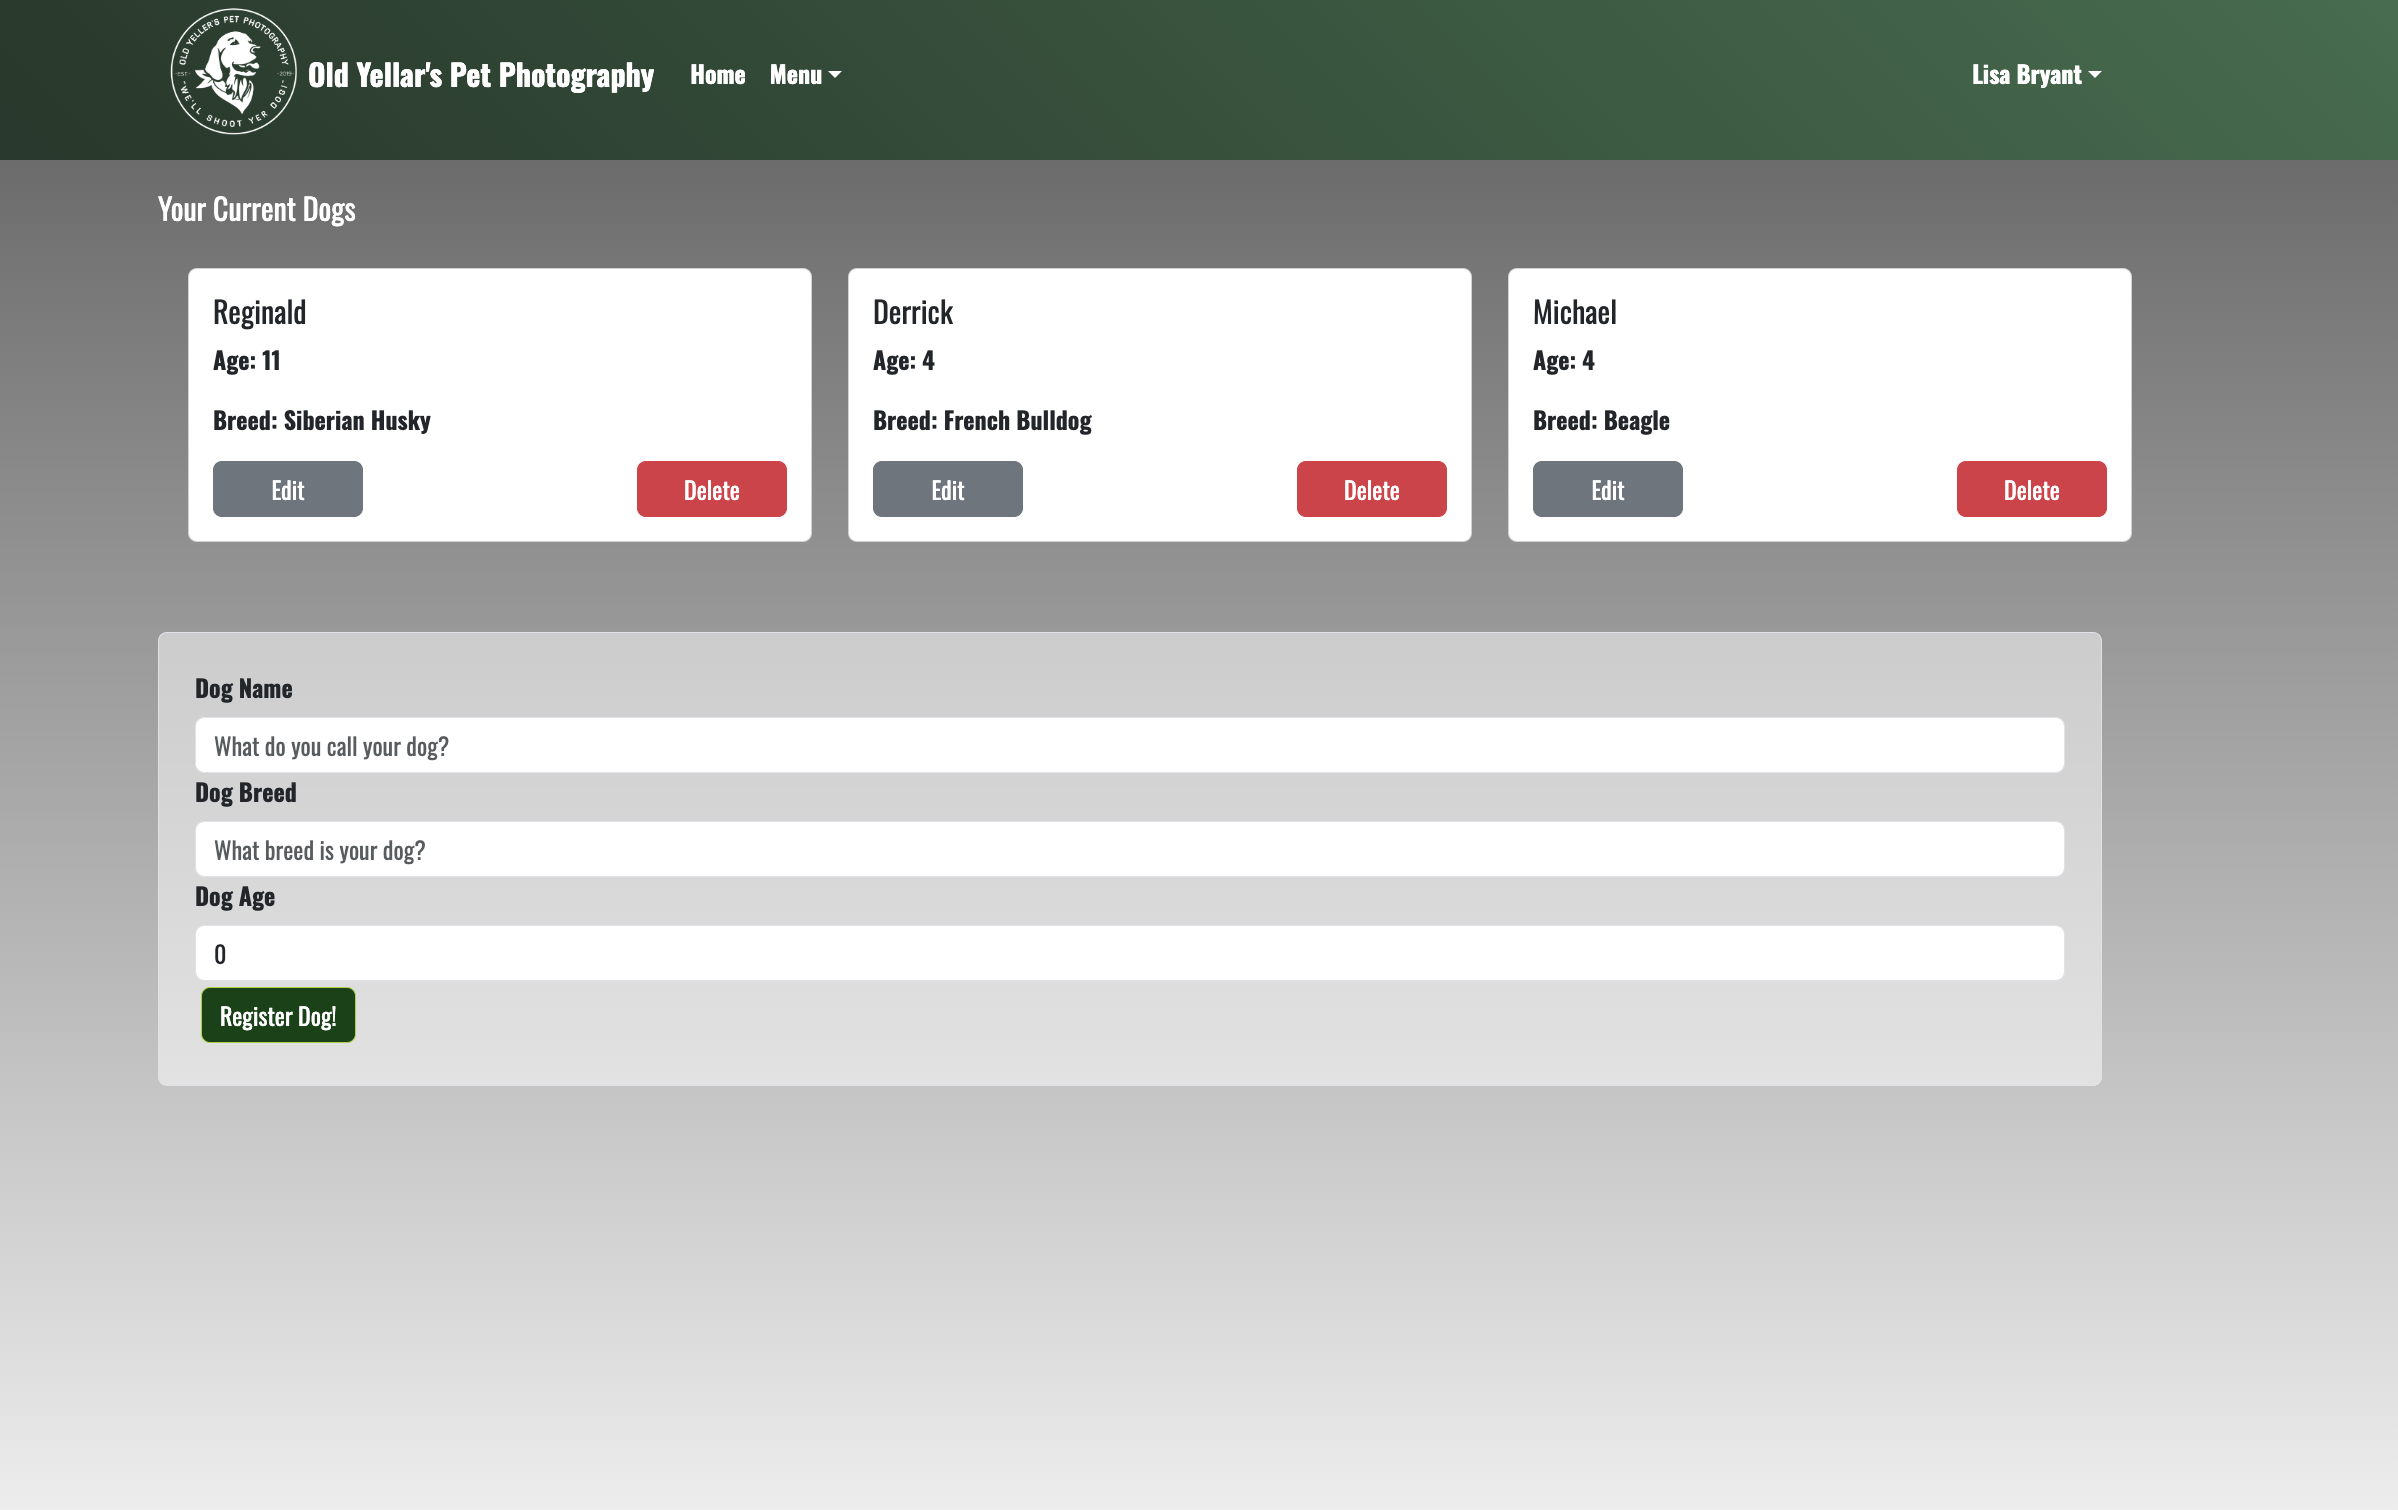 OLD YELLER'S PET PHOTOGRAPHY
-EST- -2019-
-WE'LL SHOOT YER DOG!-
Old Yellar's Pet Photography Home Menu Lisa Bryant
Your Current Dogs
Reginald
Age: 11
Breed: Siberian Husky
Edit Delete
Derrick
Age: 4
Breed: French Bulldog
Edit Delete
Michael
Age: 4
Breed: Beagle
Edit Delete
Dog Name
What do you call your dog?
Dog Breed
What breed is your dog?
Dog Age
0
Register Dog!